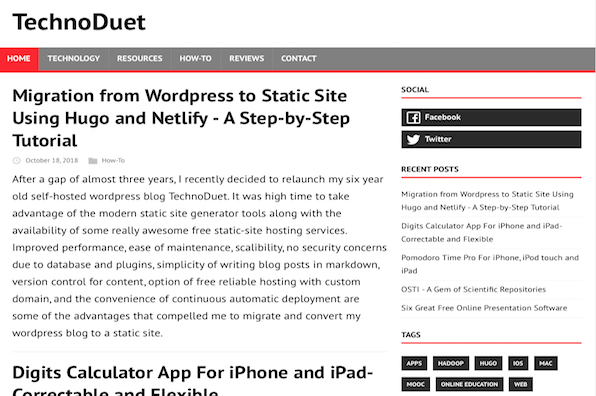 TechnoDuet
HOME TECHNOLOGY RESOURCES HOW-TO REVIEWS CONTACT
Migration from Wordpress to Static Site
Using Hugo and Netlify - A Step-by-Step
Tutorial
October 18, 2018 How-To
After a gap of almost three years, I recently decided to relaunch my six year
old self-hosted wordpress blog TechnoDuet. It was high time to take
advantage of the modern static site generator tools along with the
availability of some really awesome free static-site hosting services.
Improved performance, ease of maintenance, scalibility, no security concerns
due to database and plugins, simplicity of writing blog posts in markdown,
version control for content, option of free reliable hosting with custom
domain, and the convenience of continuous automatic deployment are
some of the advantages that compelled me to migrate and convert my
wordpress blog to a static site.
Digits Calculator App For iPhone and iPad-
Correctable and Flexible
SOCIAL
Facebook
Twitter
RECENT POSTS
Migration from Wordpress to Static Site Using
Hugo and Netlify - A Step-by-Step Tutorial
Digits Calculator App For iPhone and iPad-
Correctable and Flexible
Pomodoro Time Pro For iPhone, iPod touch and
iPad
OSTI - A Gem of Scientific Repositories
Six Great Free Online Presentation Software
TAGS
APPS HADOOP HUGO IOS MAC
MOOC ONLINE EDUCATION WEB